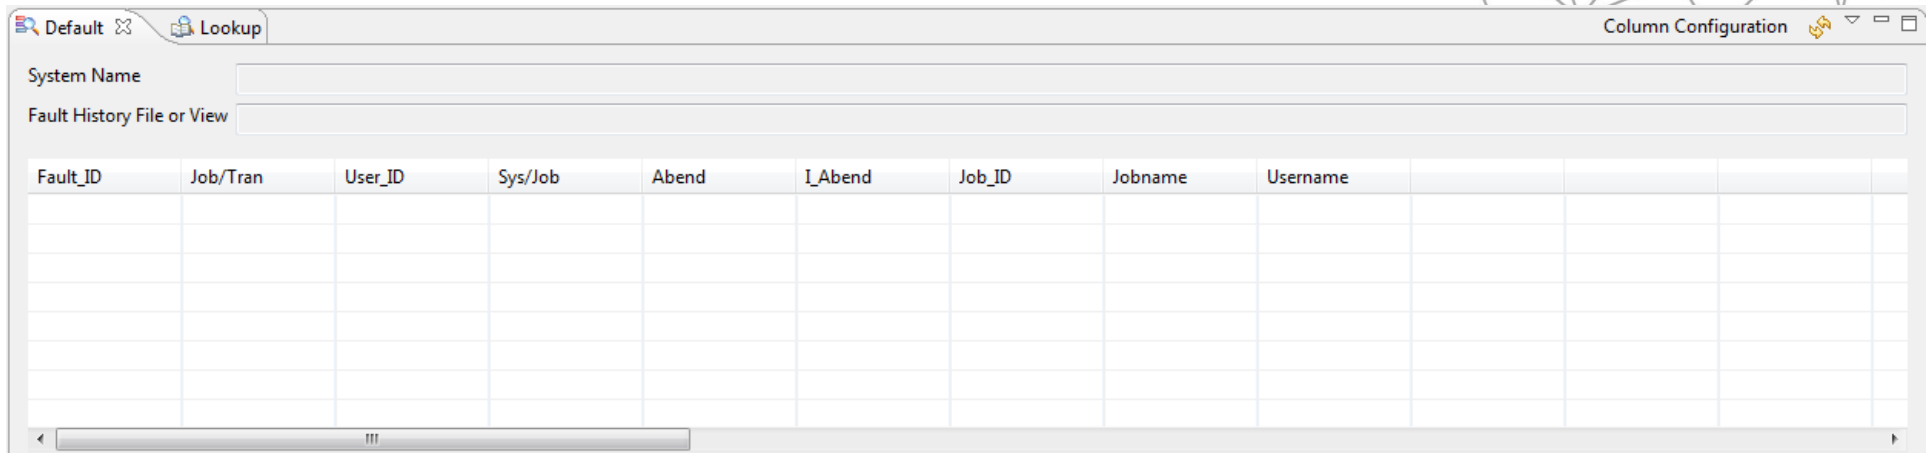 Default Lookup Column Configuration
System Name
Fault History File or View
Fault_ID Job/Tran User_ID Sys/Job Abend I_Abend Job_ID Jobname Username